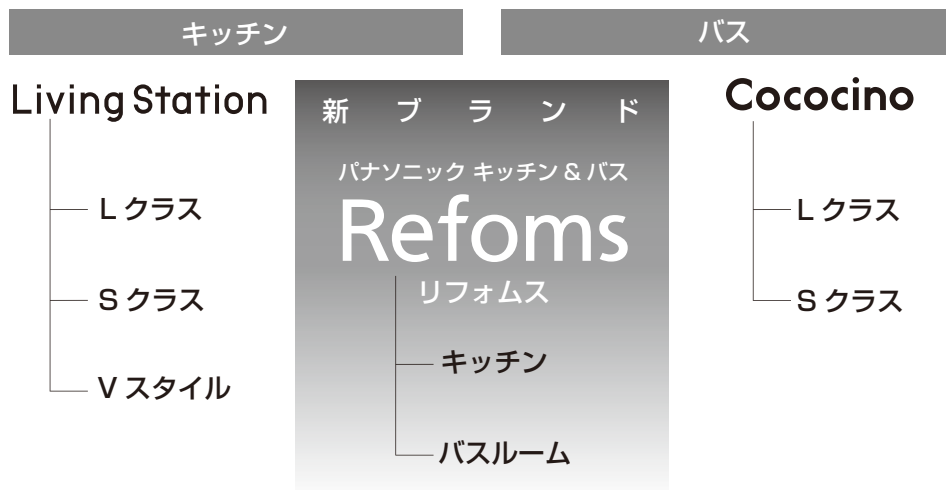 キッチン
バス
Living Station
L クラス
S クラス
V スタイル
新ブランド
パナソニック キッチン & バス
Refoms
リフォムス
キッチン
バスルーム
Cococino
L クラス
S クラス